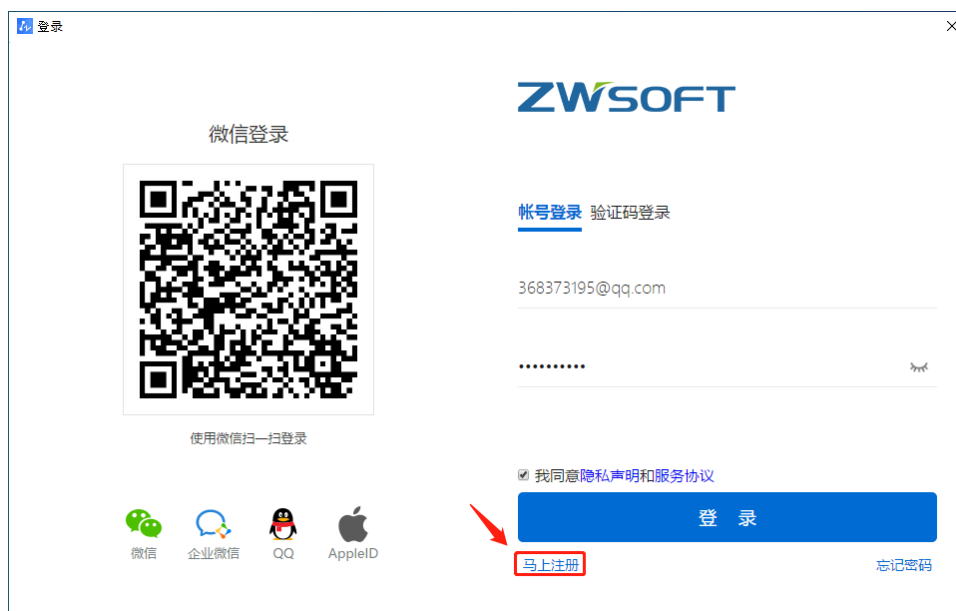 登录
微信登录
使用微信扫一扫登录
微信 企业微信 QQ AppleID
ZWSOFT
帐号登录 验证码登录
368373195@qq.com
••••••••••
我同意隐私声明和服务协议
登 录
马上注册 忘记密码